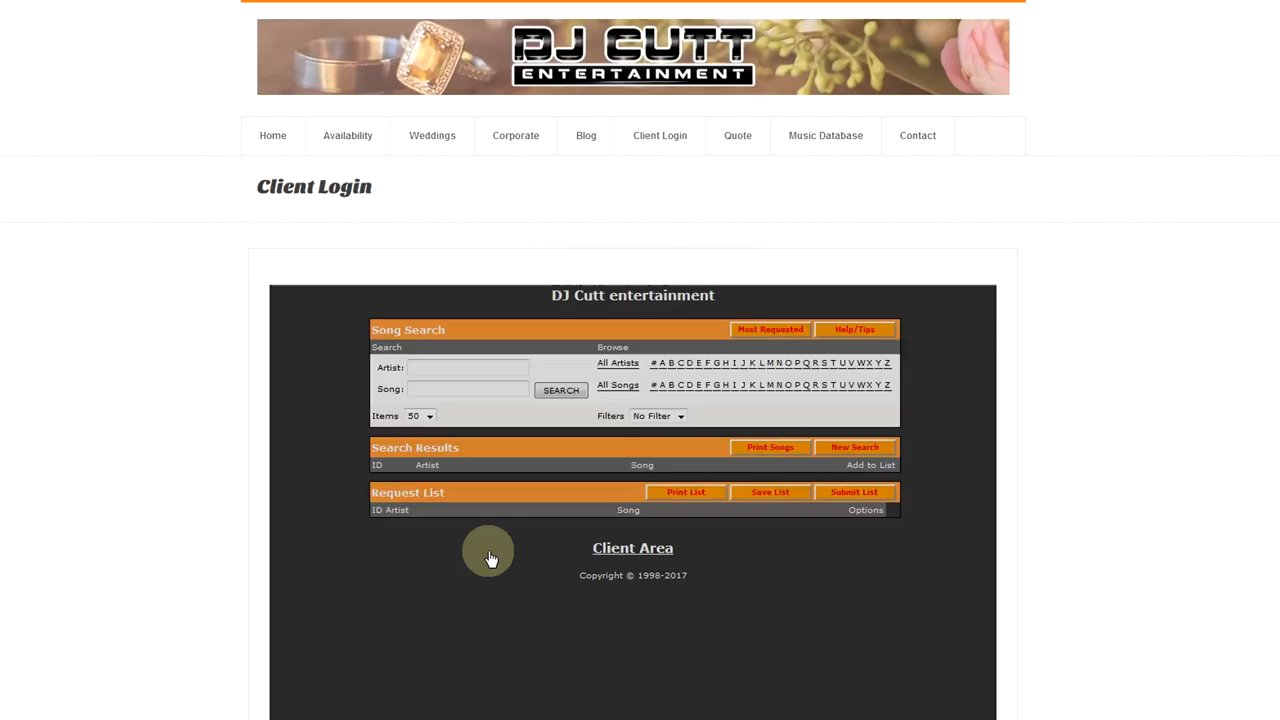 DJ CUTT
ENTERTAINMENT
Home Availability Weddings Corporate Blog Client Login Quote Music Database Contact
Client Login
DJ Cutt entertainment
Song Search Most Requested Help/Tips
Search Browse
Artist: All Artists # A B C D E F G H I J K L M N O P Q R S T U V W X Y Z
Song: SEARCH All Songs # A B C D E F G H I J K L M N O P Q R S T U V W X Y Z
Items 50 Filters No Filter
Search Results Print Songs New Search
ID Artist Song Add to List
Request List Print List Save List Submit List
ID Artist Song Options
Client Area
Copyright © 1998-2017